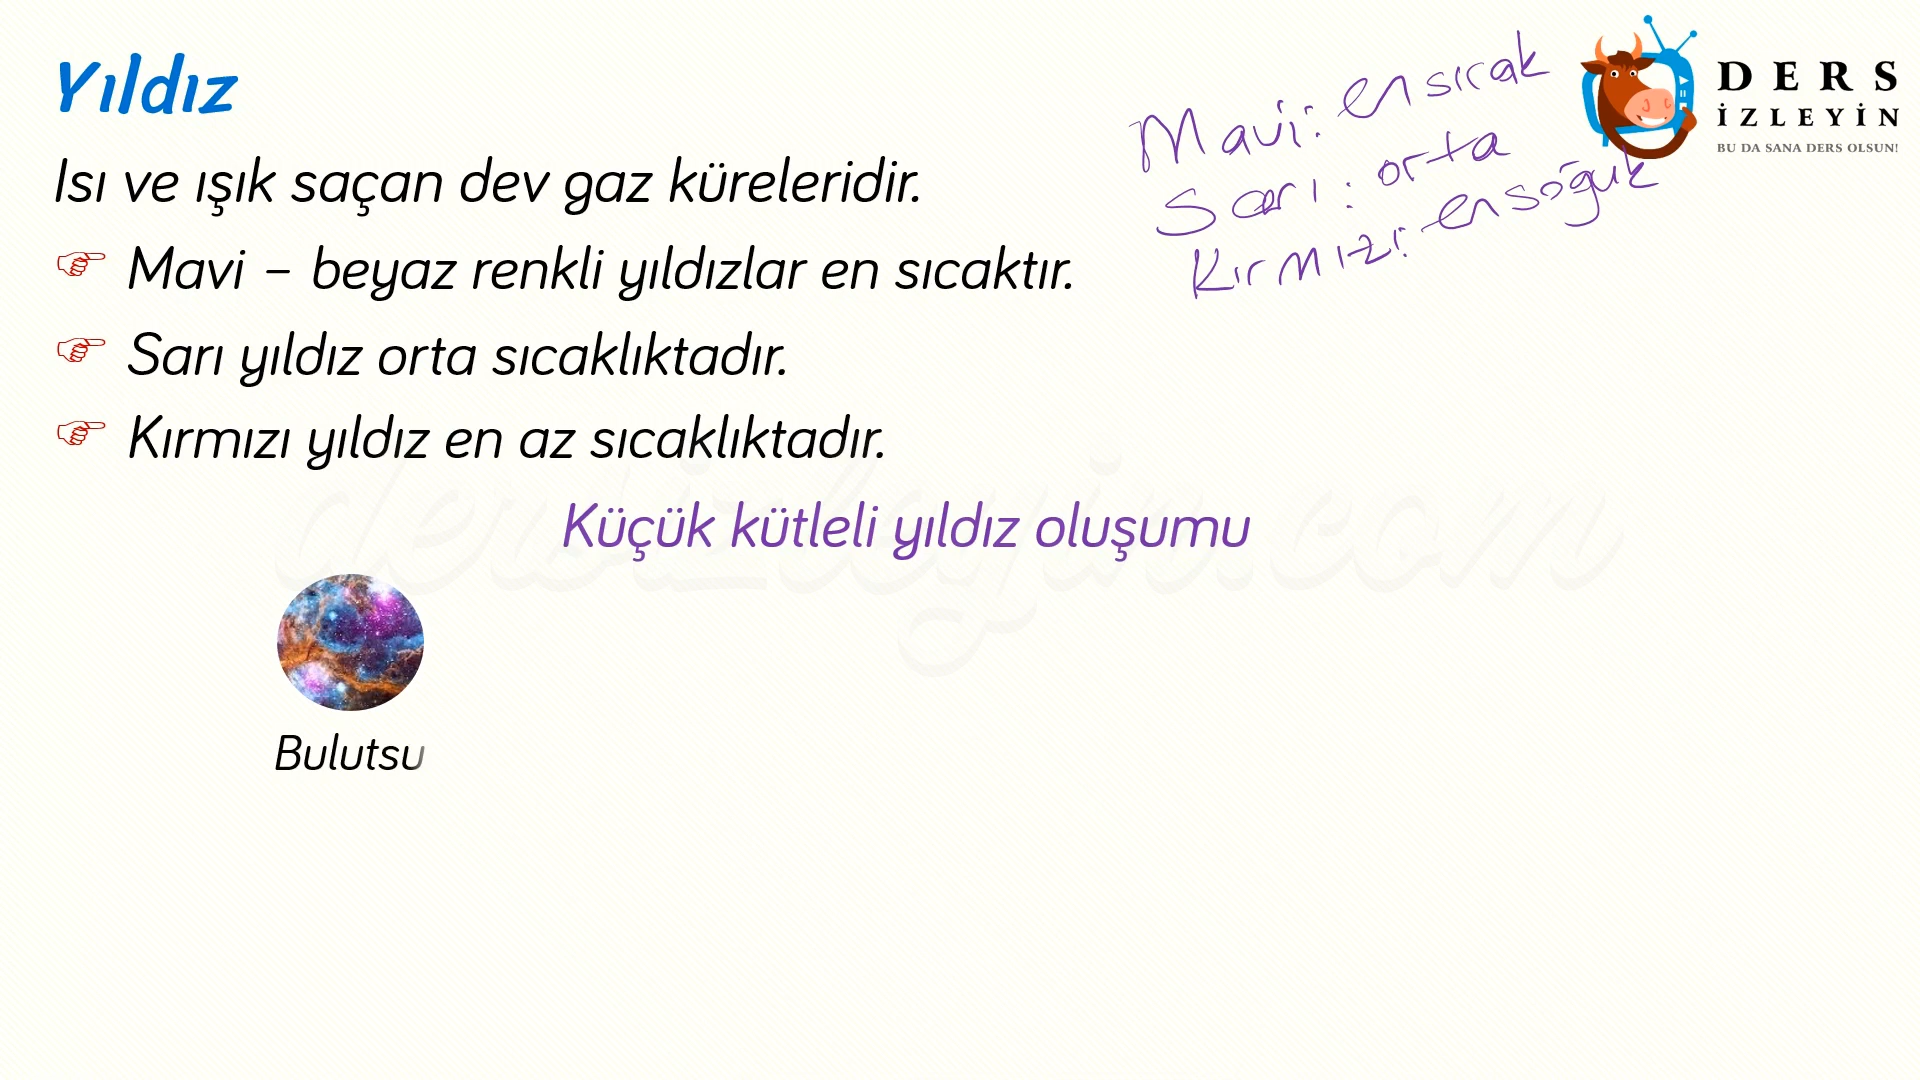 Yıldız
Isı ve ışık saçan dev gaz küreleridir.
Mavi – beyaz renkli yıldızlar en sıcaktır.
Sarı yıldız orta sıcaklıktadır.
Kırmızı yıldız en az sıcaklıktadır.
Mavi: en sıcak
Sarı: orta
Kırmızı: en soğuk
DERS
İZLEYİN
BU DA SANA DERS OLSUN!
Küçük kütleli yıldız oluşumu
dersizleyin.com
Bulutsu